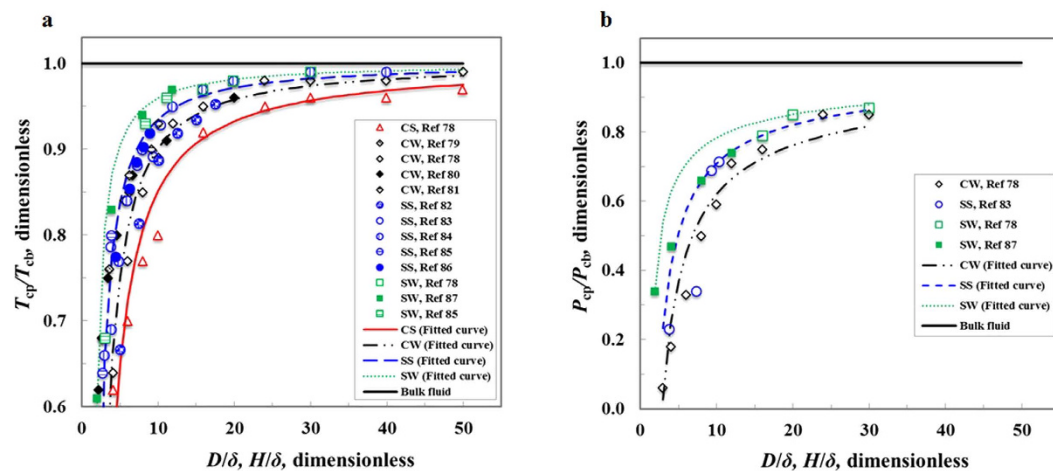 a
T_cp/T_cb, dimensionless
1.0
0.9
0.8
0.7
0.6
0
10
20
30
40
50
D/δ, H/δ, dimensionless
CS, Ref 78
CW, Ref 79
CW, Ref 78
CW, Ref 80
CW, Ref 81
SS, Ref 82
SS, Ref 83
SS, Ref 84
SS, Ref 85
SS, Ref 86
SW, Ref 78
SW, Ref 87
SW, Ref 85
CS (Fitted curve)
CW (Fitted curve)
SS (Fitted curve)
SW (Fitted curve)
Bulk fluid
b
P_cp/P_cb, dimensionless
1.0
0.8
0.6
0.4
0.2
0.0
0
10
20
30
40
50
D/δ, H/δ, dimensionless
CW, Ref 78
SS, Ref 83
SW, Ref 78
SW, Ref 87
CW (Fitted curve)
SS (Fitted curve)
SW (Fitted curve)
Bulk fluid